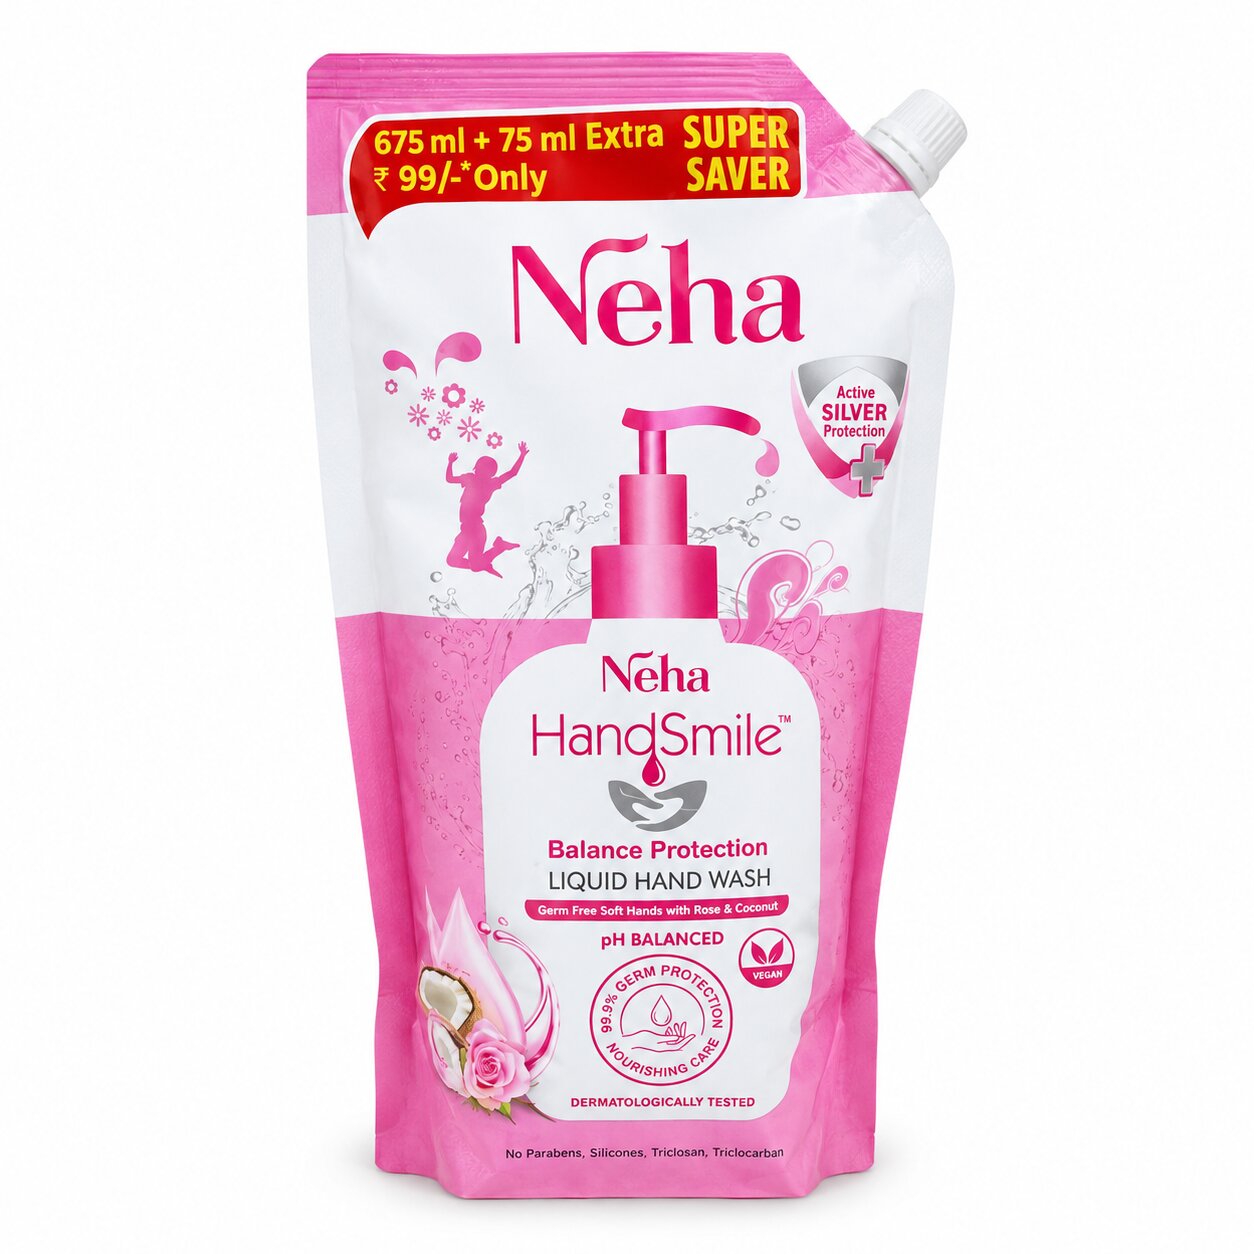 675 ml + 75 ml Extra
₹ 99/-*Only
SUPER
SAVER
Neha
Active
SILVER
Protection
Neha
HandSmile™
Balance Protection
LIQUID HAND WASH
Germ Free Soft Hands with Rose & Coconut
pH BALANCED
VEGAN
99.9% GERM PROTECTION
NOURISHING CARE
DERMATOLOGICALLY TESTED
No Parabens, Silicones, Triclosan, Triclocarban